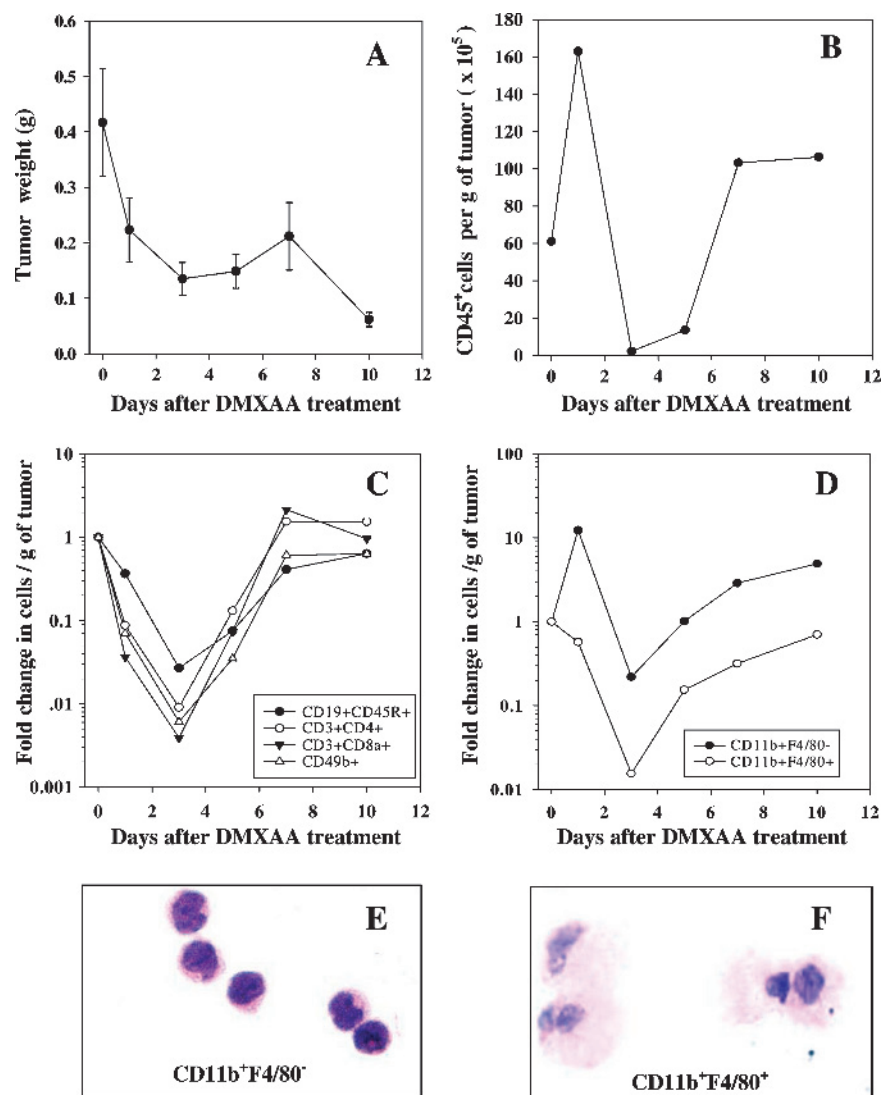 A
Tumor weight (g)
0.6
0.5
0.4
0.3
0.2
0.1
0.0
0 2 4 6 8 10 12
Days after DMXAA treatment
B
CD45⁺cells per g of tumor ( x 10⁵)
180
160
140
120
100
80
60
40
20
0
0 2 4 6 8 10 12
Days after DMXAA treatment
C
Fold change in cells / g of tumor
10
1
0.1
.01
0.001
CD19+CD45R+
CD3+CD4+
CD3+CD8a+
CD49b+
0 2 4 6 8 10 12
Days after DMXAA treatment
D
Fold change in cells /g of tumor
100
10
1
0.1
0.01
CD11b+F4/80-
CD11b+F4/80+
0 2 4 6 8 10 12
Days after DMXAA treatment
E
CD11b⁺F4/80⁻
F
CD11b⁺F4/80⁺